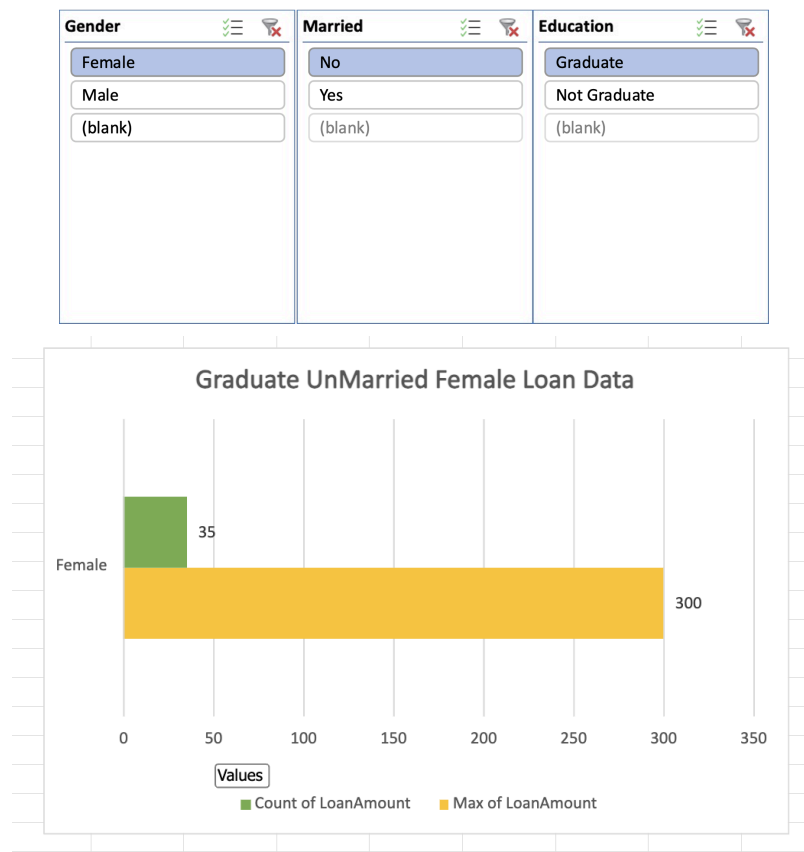 Gender Married Education
Female No Graduate
Male Yes Not Graduate
(blank) (blank) (blank)
Graduate UnMarried Female Loan Data
35
Female
300
0 50 100 150 200 250 300 350
Values
Count of LoanAmount Max of LoanAmount